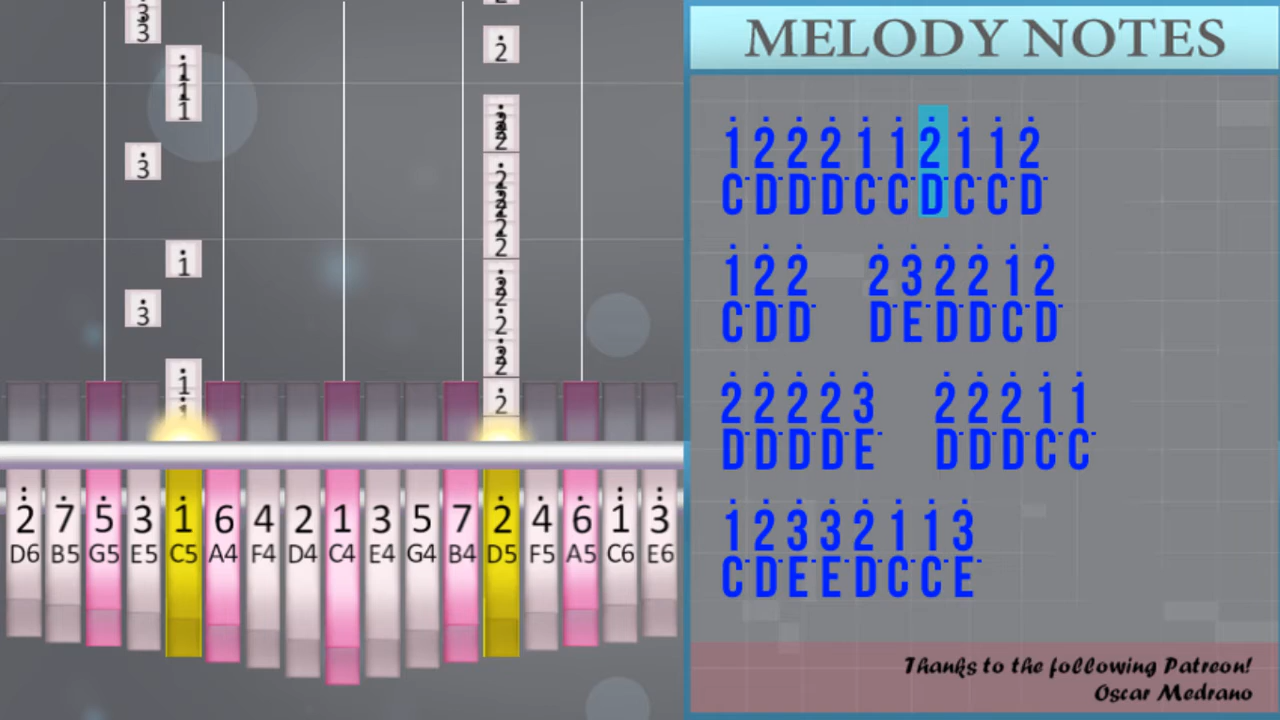 MELODY NOTES
1̇ 2̇ 2̇ 2̇ 1̇ 1̇ 2̇ 1̇ 1̇ 2̇
C D D D C C D C C D
1̇ 2̇ 2̇ 2̇ 3̇ 2̇ 2̇ 1̇ 2̇
C D D D E D D C D
2̇ 2̇ 2̇ 2̇ 3̇ 2̇ 2̇ 2̇ 1̇ 1̇
D D D D E D D D C C
1̇ 2̇ 3̇ 3̇ 2̇ 1̇ 1̇ 3̇
C D E E D C C E
Thanks to the following Patreon!
Oscar Medrano
2̈ 7̇ 5̇ 3̇ 1̇ 6 4 2 1 3 5 7 2̇ 4̇ 6̇ 1̈ 3̈
D6 B5 G5 E5 C5 A4 F4 D4 C4 E4 G4 B4 D5 F5 A5 C6 E6